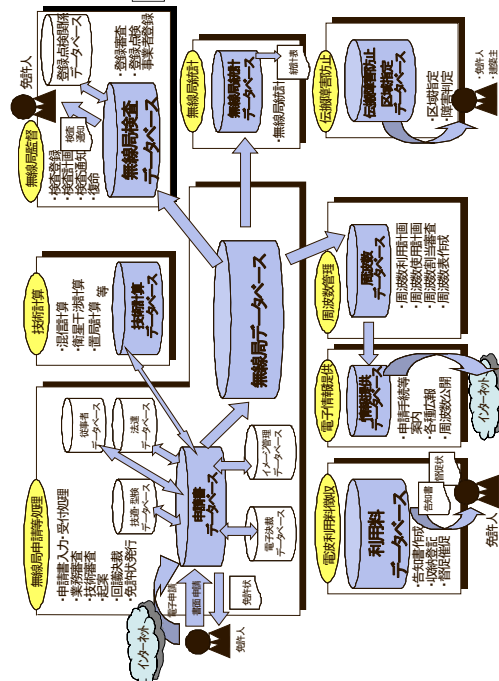 無線局申請等処理
・申請書入力・受付処理
・業務審査
・技術審査
・起案
・回議決裁
・免許状発行
従事者
データベース
法達
データベース
技適・型検
データベース
申請書
データベース
イメージ管理
データベース
電子決裁
データベース
インターネット
電子申請
書面申請
免許状
免許人
技術計算
・混信計算
・衛星干渉計算
・置局計算 等
技術計算
データベース
無線局監督
・検査登録
・検査計画
・検査通知
・復命
検査
通知
免許人
無線局検査
データベース
登録点検関係
データベース
・登録審査
・登録点検
事業者登録
無線局データベース
無線局統計
無線局統計
データベース
統計表
・無線局統計
伝搬障害防止
伝搬障害防止
区域指定
データベース
・区域指定
・障害判定
・免許人
・建築主
周波数管理
周波数
データベース
・周波数利用計画
・周波数使用計画
・周波数割当審査
・周波数表作成
電子情報提供
情報提供
データベース
・申請手続等
案内
・各種広報
・周波数公開
インターネット
電波利用料徴収
利用料
データベース
・告知書作成
・収納登記
・督促催促
告知書
督促状
免許人